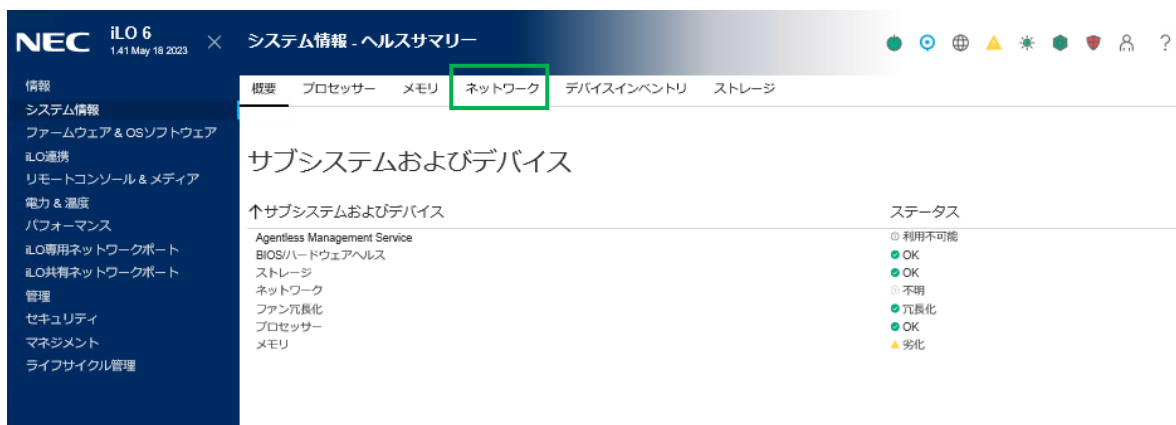 NEC iLO 6
1.41 May 18 2023
システム情報 - ヘルスサマリー
?
情報
システム情報
ファームウェア & OSソフトウェア
iLO連携
リモートコンソール & メディア
電力 & 温度
パフォーマンス
iLO専用ネットワークポート
iLO共有ネットワークポート
管理
セキュリティ
マネジメント
ライフサイクル管理
概要 プロセッサー メモリ ネットワーク デバイスインベントリ ストレージ
サブシステムおよびデバイス
↑サブシステムおよびデバイス ステータス
Agentless Management Service 利用不可能
BIOS/ハードウェアヘルス OK
ストレージ OK
ネットワーク 不明
ファン冗長化 冗長化
プロセッサー OK
メモリ 劣化